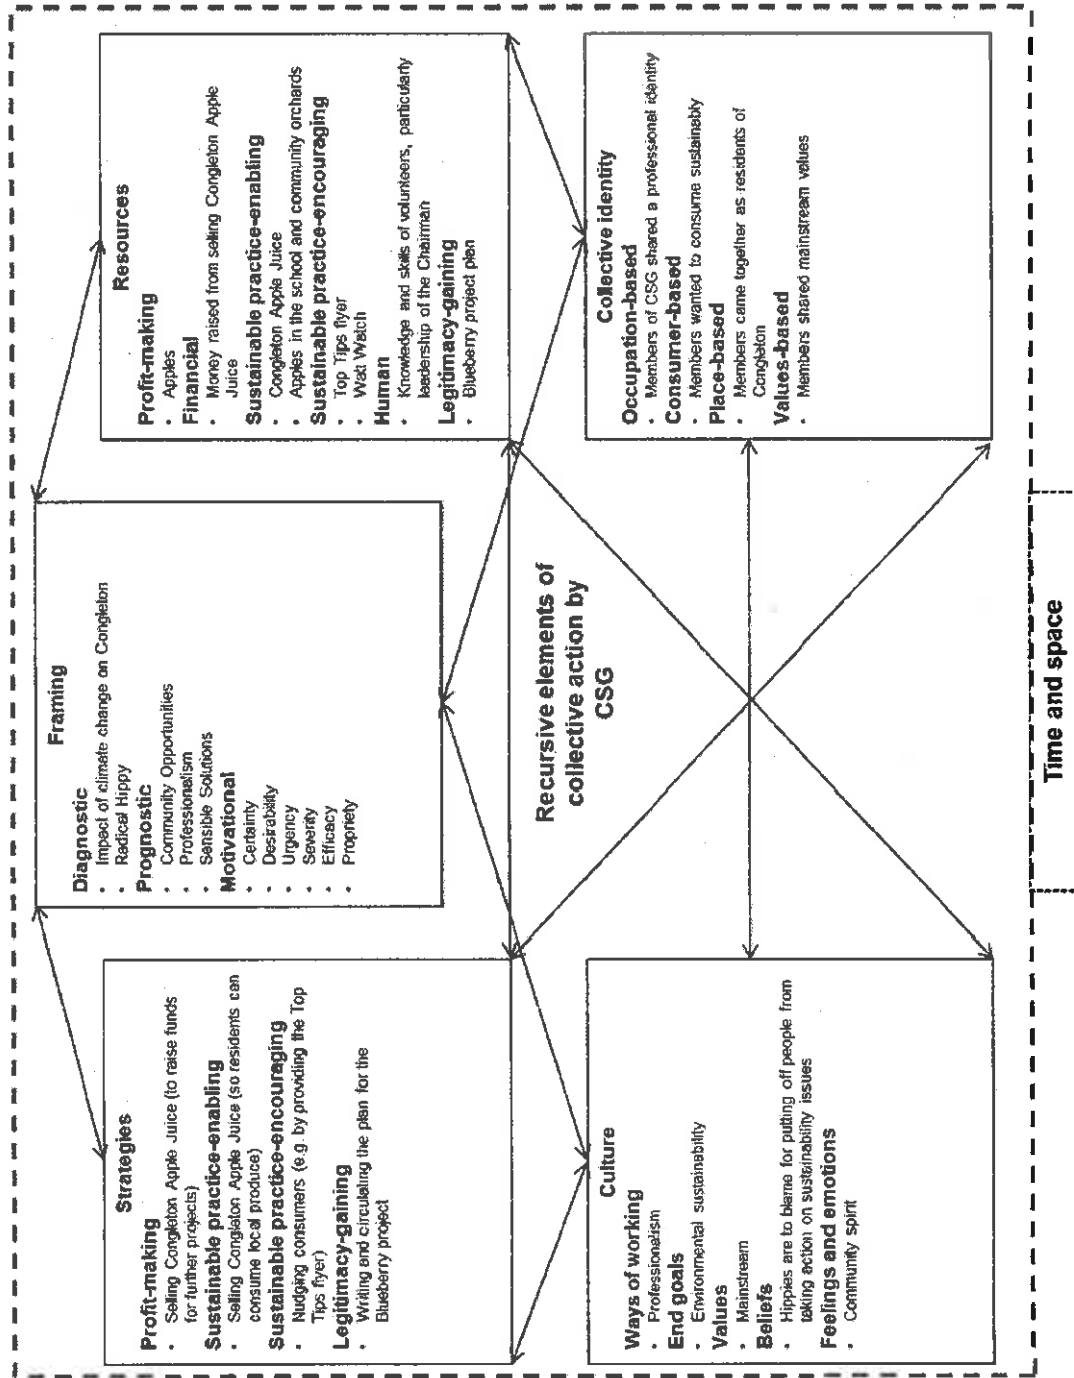 Strategies
Profit-making
• Selling Congleton Apple Juice (to raise funds
for further projects)
Sustainable practice-enabling
• Selling Congleton Apple Juice (so residents can
consume local produce)
Sustainable practice-encouraging
• Nudging consumers (e.g. by providing the Top
Tips flyer)
Legitimacy-gaining
• Writing and circulating the plan for the
Blueberry project
Framing
Diagnostic
• Impact of climate change on Congleton
• Radical Hippy
Prognostic
• Community Opportunities
• Professionalism
• Sensible Solutions
Motivational
• Certainty
• Desirability
• Urgency
• Severity
• Efficacy
• Propriety
Resources
Profit-making
• Apples
Financial
• Money raised from selling Congleton Apple
Juice
Sustainable practice-enabling
• Congleton Apple Juice
• Apples in the school and community orchards
Sustainable practice-encouraging
• Top Tips flyer
• Watt Watch
Human
• Knowledge and skills of volunteers, particularly
leadership of the Chairman
Legitimacy-gaining
• Blueberry project plan
Recursive elements of
collective action by
CSG
Culture
Ways of working
• Professionalism
End goals
• Environmental sustainability
Values
• Mainstream
Beliefs
• Hippies are to blame for putting off people from
taking action on sustainability issues
Feelings and emotions
• Community spirit
Collective identity
Occupation-based
• Members of CSG shared a professional identity
Consumer-based
• Members wanted to consume sustainably
Place-based
• Members came together as residents of
Congleton
Values-based
• Members shared mainstream values
Time and space